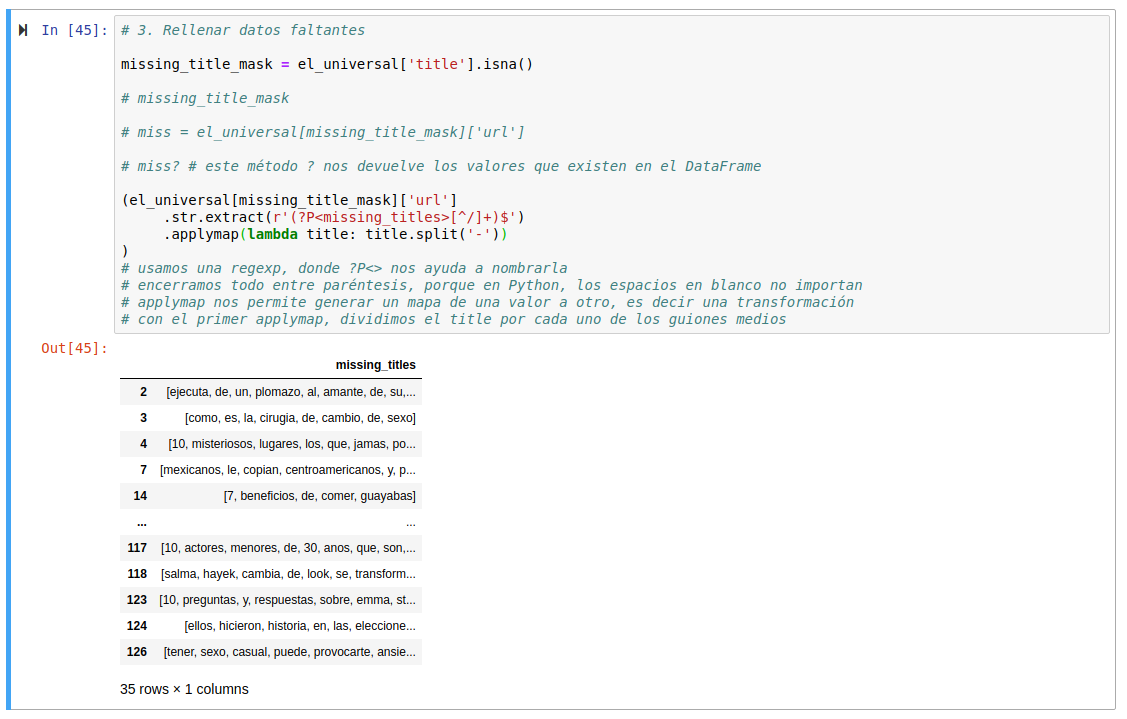 In [45]:
# 3. Rellenar datos faltantes
missing_title_mask = el_universal['title'].isna()
# missing_title_mask
# miss = el_universal[missing_title_mask]['url']
# miss? # este método ? nos devuelve los valores que existen en el DataFrame
(el_universal[missing_title_mask]['url']
     .str.extract(r'(?P<missing_titles>[^/]+)$')
     .applymap(lambda title: title.split('-'))
)
# usamos una regexp, donde ?P<> nos ayuda a nombrarla
# encerramos todo entre paréntesis, porque en Python, los espacios en blanco no importan
# applymap nos permite generar un mapa de una valor a otro, es decir una transformación
# con el primer applymap, dividimos el title por cada uno de los guiones medios
Out[45]:
missing_titles
2 [ejecuta, de, un, plomazo, al, amante, de, su,...
3 [como, es, la, cirugia, de, cambio, de, sexo]
4 [10, misteriosos, lugares, los, que, jamas, po...
7 [mexicanos, le, copian, centroamericanos, y, p...
14 [7, beneficios, de, comer, guayabas]
... ...
117 [10, actores, menores, de, 30, anos, que, son,...
118 [salma, hayek, cambia, de, look, se, transform...
123 [10, preguntas, y, respuestas, sobre, emma, st...
124 [ellos, hicieron, historia, en, las, eleccione...
126 [tener, sexo, casual, puede, provocarte, ansie...
35 rows × 1 columns